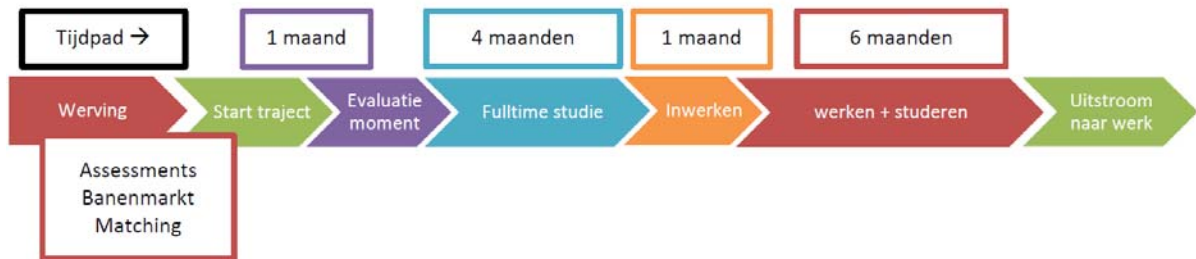 Tijdpad →
1 maand
4 maanden
1 maand
6 maanden
Werving
Start traject
Evaluatie
moment
Fulltime studie
Inwerken
werken + studeren
Uitstroom
naar werk
Assessments
Banenmarkt
Matching